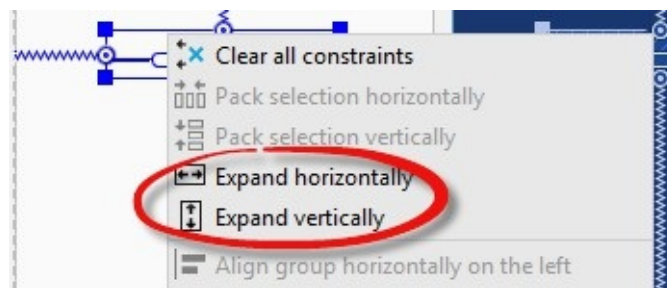 Clear all constraints
Pack selection horizontally
Pack selection vertically
Expand horizontally
Expand vertically
Align group horizontally on the left